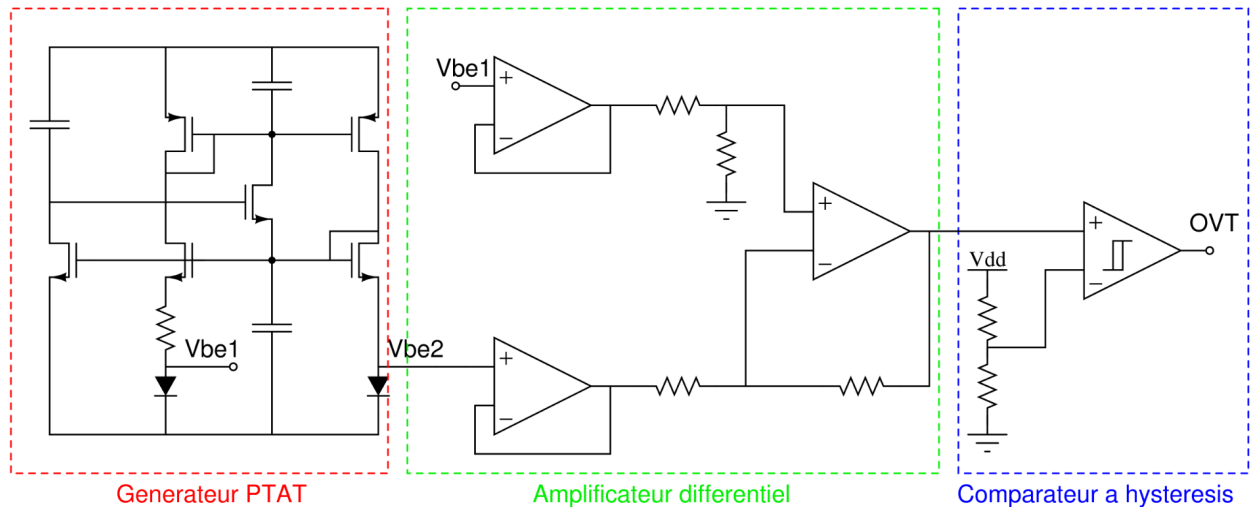 Vbe1
+
−
+
−
OVT
+
−
Vdd
Vbe1
Vbe2
+
−
Generateur PTAT
Amplificateur differentiel
Comparateur a hysteresis